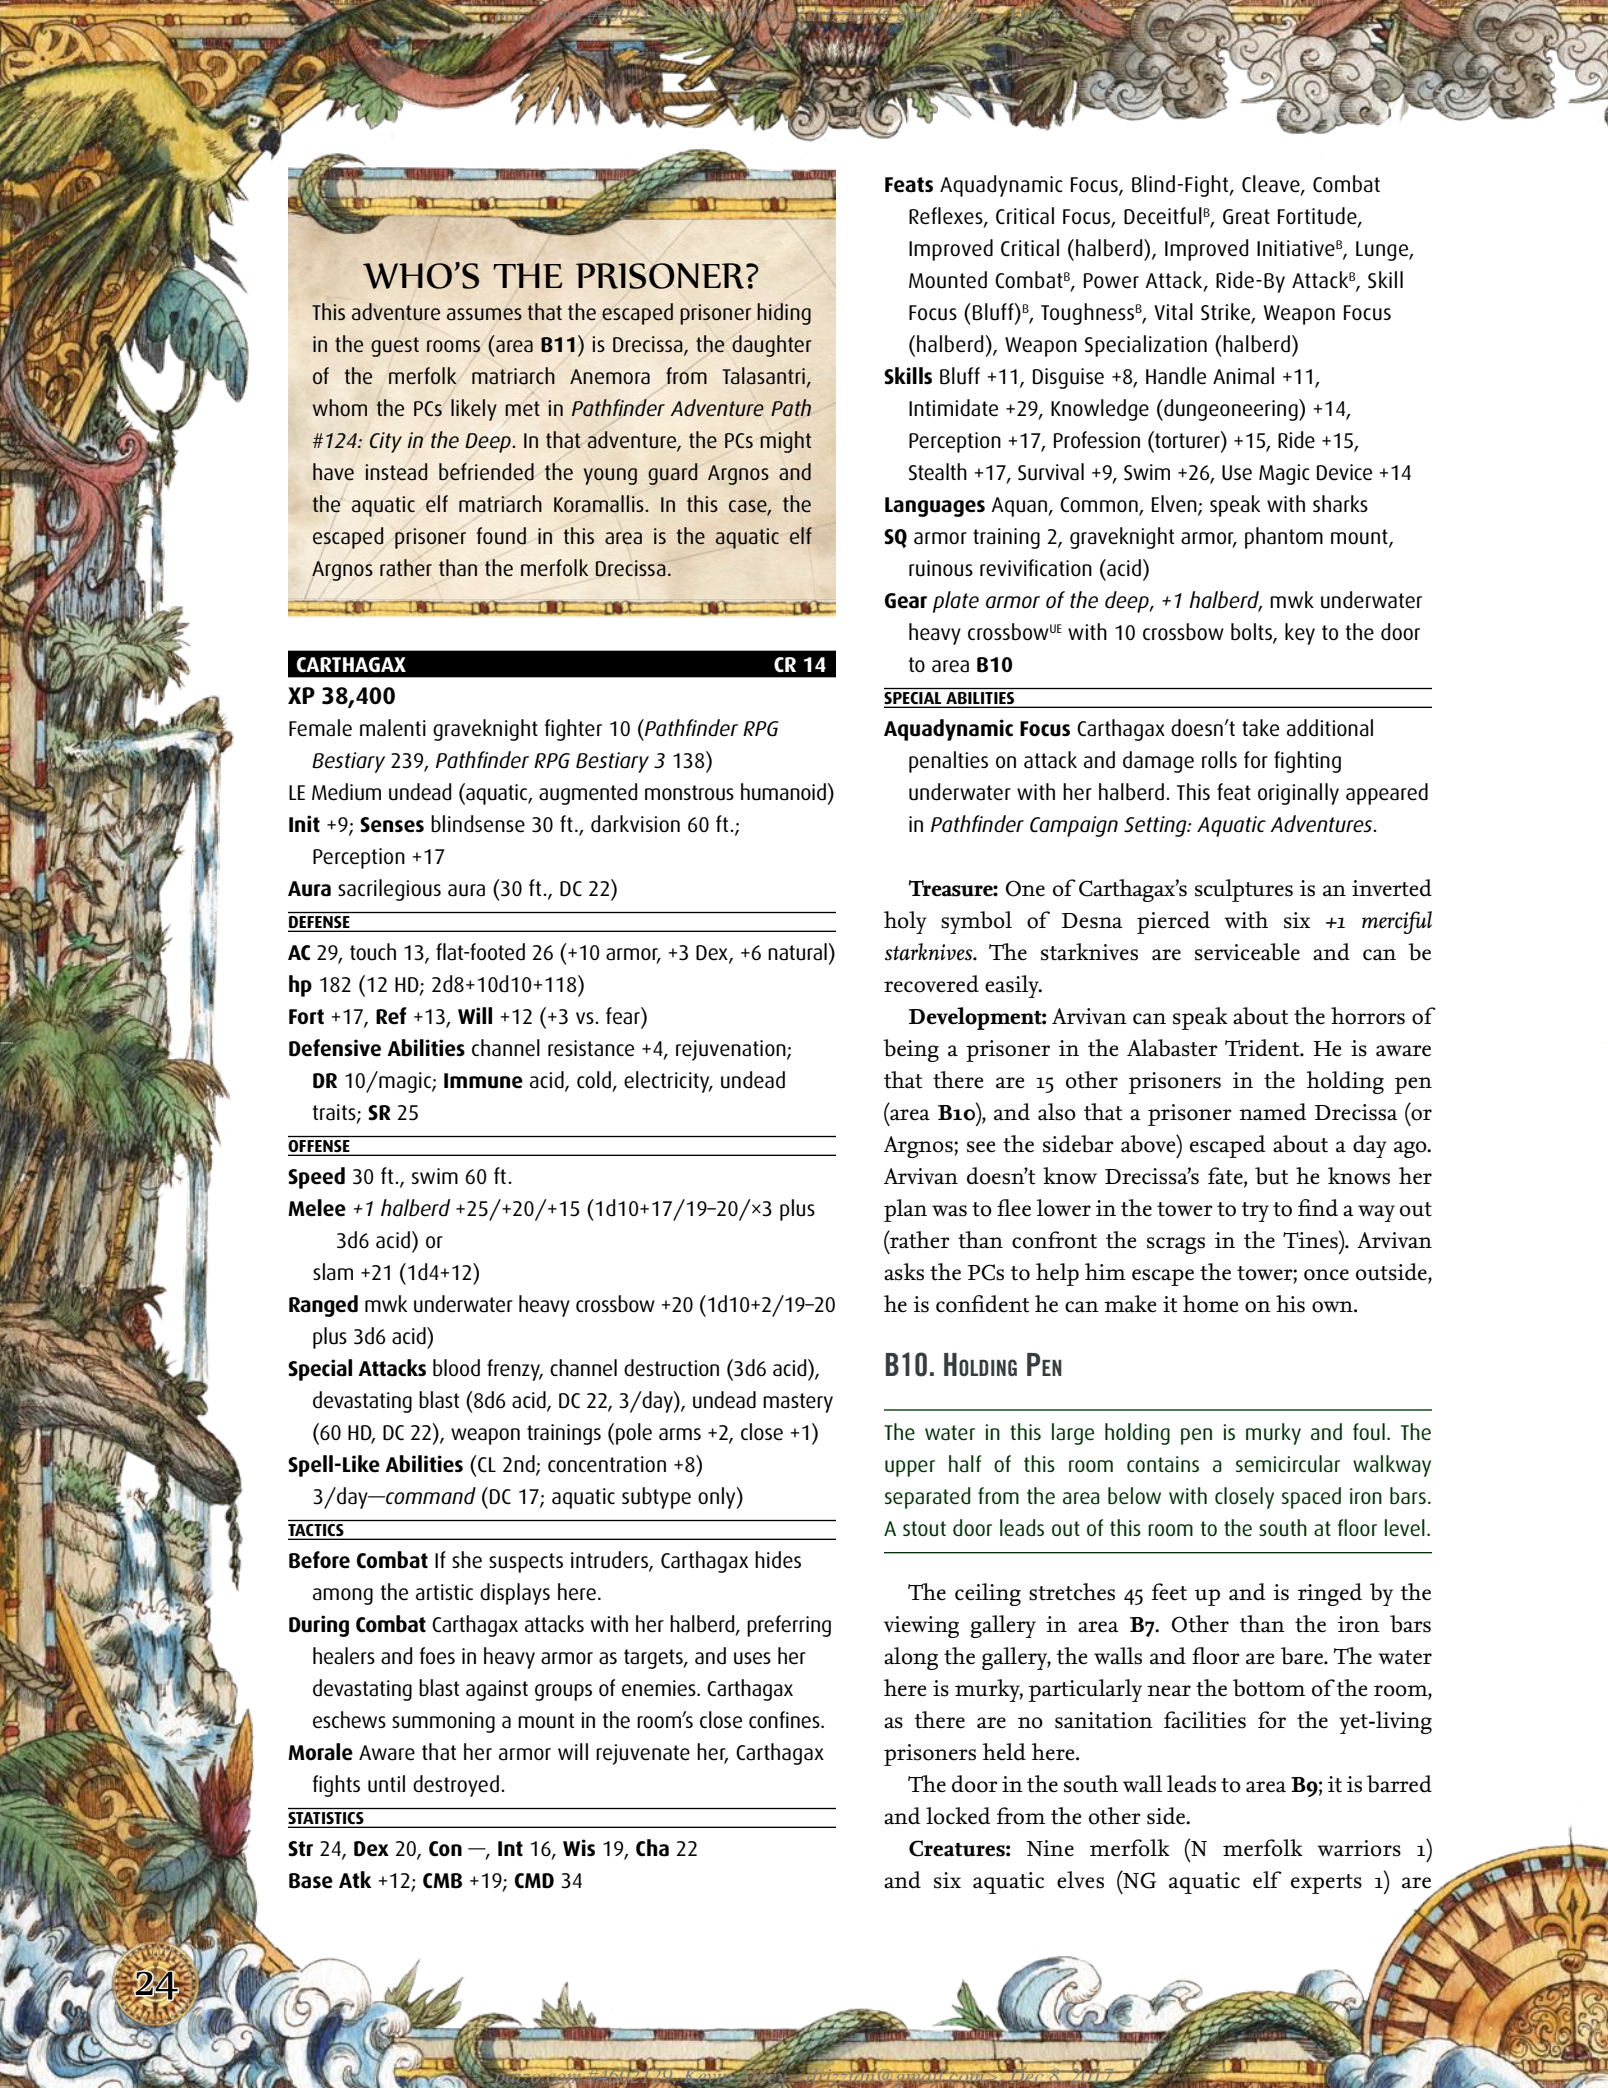 WHO'S THE PRISONER?
This adventure assumes that the escaped prisoner hiding
in the guest rooms (area B11) is Drecissa, the daughter
of the merfolk matriarch Anemora from Talasantri,
whom the PCs likely met in Pathfinder Adventure Path
#124: City in the Deep. In that adventure, the PCs might
have instead befriended the young guard Argnos and
the aquatic elf matriarch Koramallis. In this case, the
escaped prisoner found in this area is the aquatic elf
Argnos rather than the merfolk Drecissa.
CARTHAGAX CR 14
XP 38,400
Female malenti graveknight fighter 10 (Pathfinder RPG
Bestiary 239, Pathfinder RPG Bestiary 3 138)
LE Medium undead (aquatic, augmented monstrous humanoid)
Init +9; Senses blindsense 30 ft., darkvision 60 ft.;
Perception +17
Aura sacrilegious aura (30 ft., DC 22)
DEFENSE
AC 29, touch 13, flat-footed 26 (+10 armor, +3 Dex, +6 natural)
hp 182 (12 HD; 2d8+10d10+118)
Fort +17, Ref +13, Will +12 (+3 vs. fear)
Defensive Abilities channel resistance +4, rejuvenation;
DR 10/magic; Immune acid, cold, electricity, undead
traits; SR 25
OFFENSE
Speed 30 ft., swim 60 ft.
Melee +1 halberd +25/+20/+15 (1d10+17/19–20/×3 plus
3d6 acid) or
slam +21 (1d4+12)
Ranged mwk underwater heavy crossbow +20 (1d10+2/19–20
plus 3d6 acid)
Special Attacks blood frenzy, channel destruction (3d6 acid),
devastating blast (8d6 acid, DC 22, 3/day), undead mastery
(60 HD, DC 22), weapon trainings (pole arms +2, close +1)
Spell-Like Abilities (CL 2nd; concentration +8)
3/day—command (DC 17; aquatic subtype only)
TACTICS
Before Combat If she suspects intruders, Carthagax hides
among the artistic displays here.
During Combat Carthagax attacks with her halberd, preferring
healers and foes in heavy armor as targets, and uses her
devastating blast against groups of enemies. Carthagax
eschews summoning a mount in the room's close confines.
Morale Aware that her armor will rejuvenate her, Carthagax
fights until destroyed.
STATISTICS
Str 24, Dex 20, Con —, Int 16, Wis 19, Cha 22
Base Atk +12; CMB +19; CMD 34
Feats Aquadynamic Focus, Blind-Fight, Cleave, Combat
Reflexes, Critical Focus, DeceitfulB, Great Fortitude,
Improved Critical (halberd), Improved InitiativeB, Lunge,
Mounted CombatB, Power Attack, Ride-By AttackB, Skill
Focus (Bluff)B, ToughnessB, Vital Strike, Weapon Focus
(halberd), Weapon Specialization (halberd)
Skills Bluff +11, Disguise +8, Handle Animal +11,
Intimidate +29, Knowledge (dungeoneering) +14,
Perception +17, Profession (torturer) +15, Ride +15,
Stealth +17, Survival +9, Swim +26, Use Magic Device +14
Languages Aquan, Common, Elven; speak with sharks
SQ armor training 2, graveknight armor, phantom mount,
ruinous revivification (acid)
Gear plate armor of the deep, +1 halberd, mwk underwater
heavy crossbowUE with 10 crossbow bolts, key to the door
to area B10
SPECIAL ABILITIES
Aquadynamic Focus Carthagax doesn't take additional
penalties on attack and damage rolls for fighting
underwater with her halberd. This feat originally appeared
in Pathfinder Campaign Setting: Aquatic Adventures.
Treasure: One of Carthagax's sculptures is an inverted
holy symbol of Desna pierced with six +1 merciful
starknives. The starknives are serviceable and can be
recovered easily.
Development: Arvivan can speak about the horrors of
being a prisoner in the Alabaster Trident. He is aware
that there are 15 other prisoners in the holding pen
(area B10), and also that a prisoner named Drecissa (or
Argnos; see the sidebar above) escaped about a day ago.
Arvivan doesn't know Drecissa's fate, but he knows her
plan was to flee lower in the tower to try to find a way out
(rather than confront the scrags in the Tines). Arvivan
asks the PCs to help him escape the tower; once outside,
he is confident he can make it home on his own.
B10. HOLDING PEN
The water in this large holding pen is murky and foul. The
upper half of this room contains a semicircular walkway
separated from the area below with closely spaced iron bars.
A stout door leads out of this room to the south at floor level.
The ceiling stretches 45 feet up and is ringed by the
viewing gallery in area B7. Other than the iron bars
along the gallery, the walls and floor are bare. The water
here is murky, particularly near the bottom of the room,
as there are no sanitation facilities for the yet-living
prisoners held here.
The door in the south wall leads to area B9; it is barred
and locked from the other side.
Creatures: Nine merfolk (N merfolk warriors 1)
and six aquatic elves (NG aquatic elf experts 1) are
24